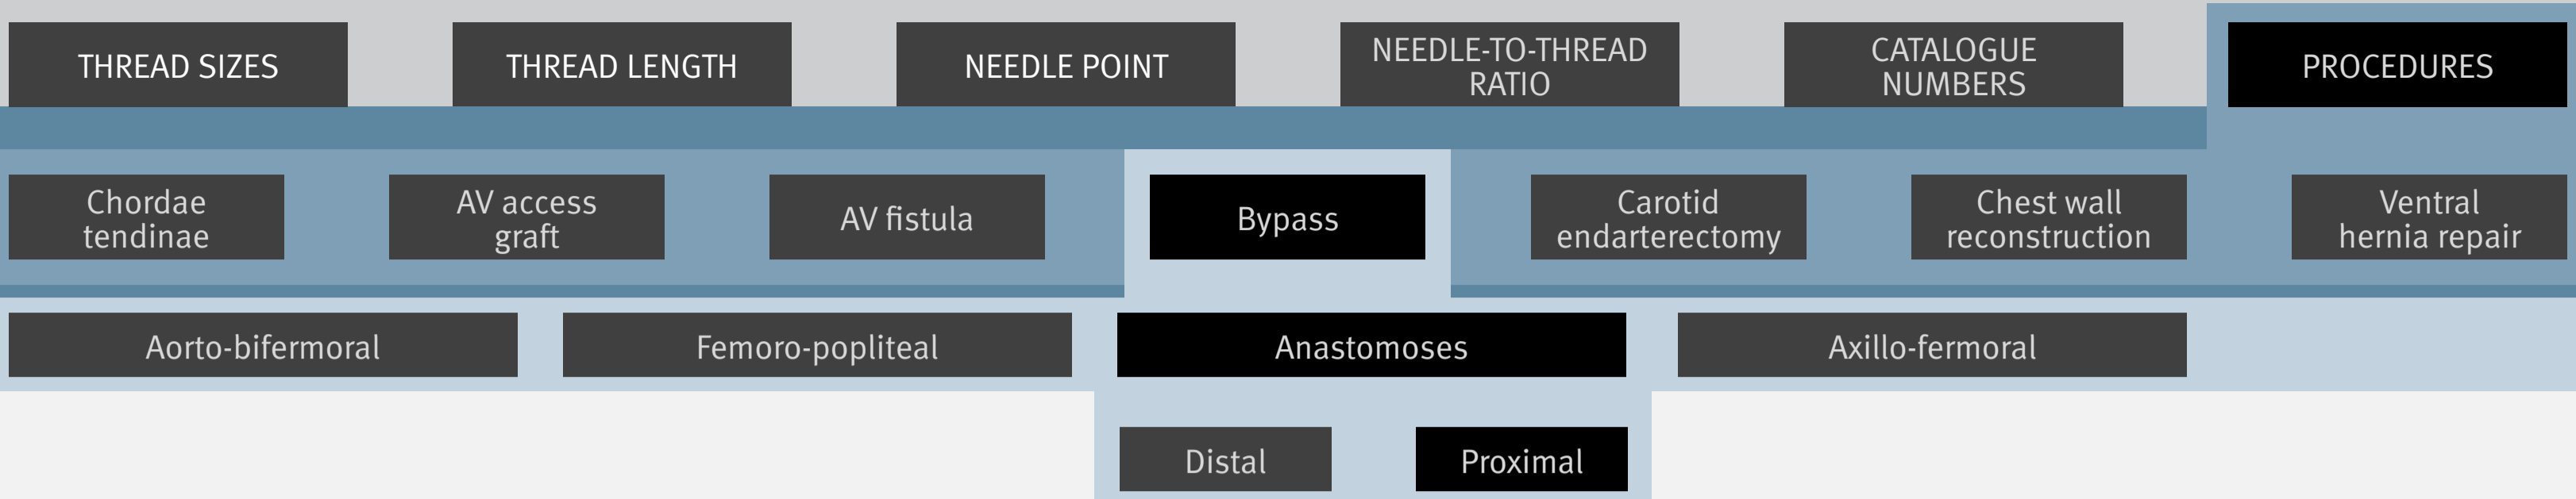 THREAD SIZES
THREAD LENGTH
NEEDLE POINT
NEEDLE-TO-THREAD
RATIO
CATALOGUE
NUMBERS
PROCEDURES
Chordae
tendinae
AV access
graft
AV fistula
Bypass
Carotid
endarterectomy
Chest wall
reconstruction
Ventral
hernia repair
Aorto-bifermoral
Femoro-popliteal
Anastomoses
Axillo-fermoral
Distal
Proximal